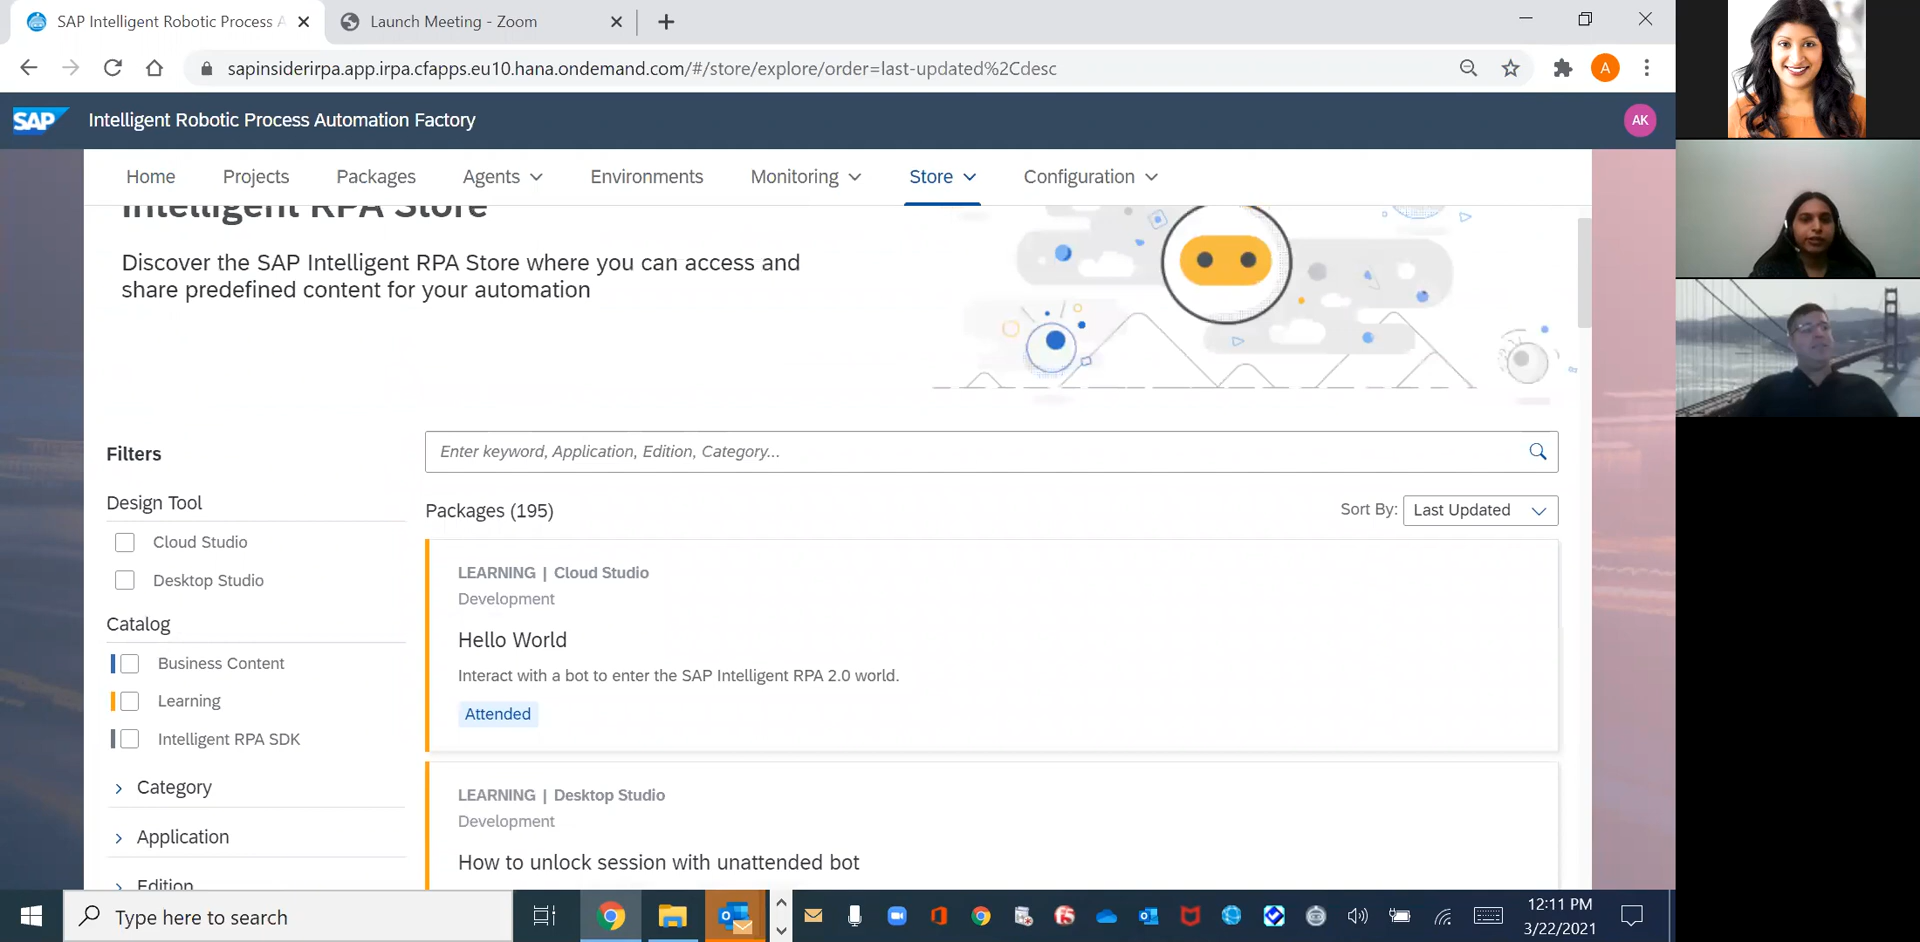 SAP Intelligent Robotic Process A
Launch Meeting - Zoom
sapinsiderirpa.app.irpa.cfapps.eu10.hana.ondemand.com/#/store/explore/order=last-updated%2Cdesc
A
SAP
Intelligent Robotic Process Automation Factory
AK
Home
Projects
Packages
Agents
Environments
Monitoring
Store
Configuration
Intelligent RPA Store
Discover the SAP Intelligent RPA Store where you can access and
share predefined content for your automation
Filters
Enter keyword, Application, Edition, Category...
Design Tool
Cloud Studio
Desktop Studio
Catalog
Business Content
Learning
Intelligent RPA SDK
Category
Application
Edition
Packages (195)
Sort By: Last Updated
LEARNING | Cloud Studio
Development
Hello World
Interact with a bot to enter the SAP Intelligent RPA 2.0 world.
Attended
LEARNING | Desktop Studio
Development
How to unlock session with unattended bot
Type here to search
12:11 PM
3/22/2021